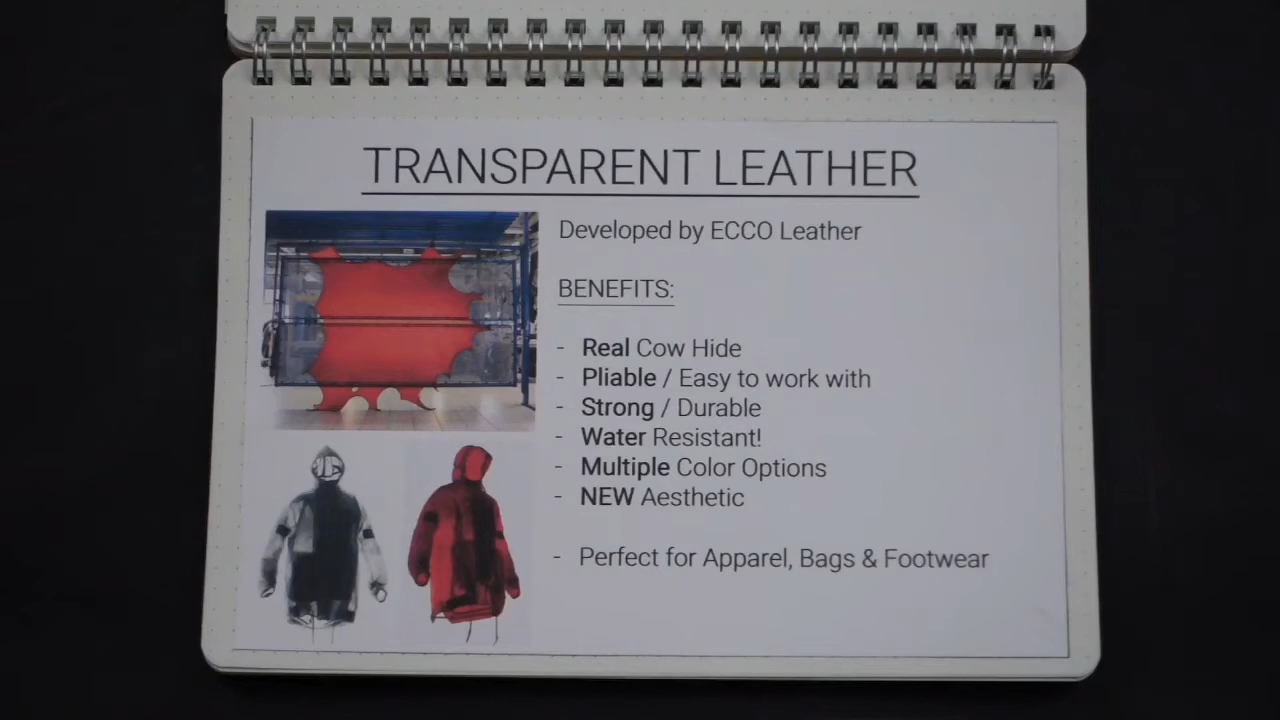 TRANSPARENT LEATHER
Developed by ECCO Leather
BENEFITS:
- Real Cow Hide
- Pliable / Easy to work with
- Strong / Durable
- Water Resistant!
- Multiple Color Options
- NEW Aesthetic
- Perfect for Apparel, Bags & Footwear